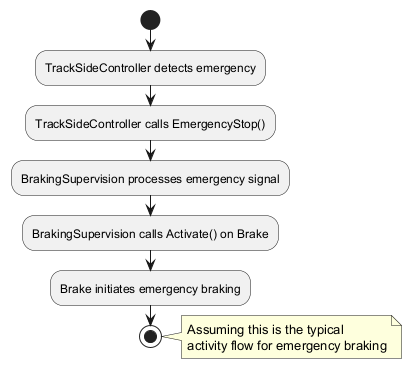 TrackSideController detects emergency
TrackSideController calls EmergencyStop()
BrakingSupervision processes emergency signal
BrakingSupervision calls Activate() on Brake
Brake initiates emergency braking
Assuming this is the typical
activity flow for emergency braking